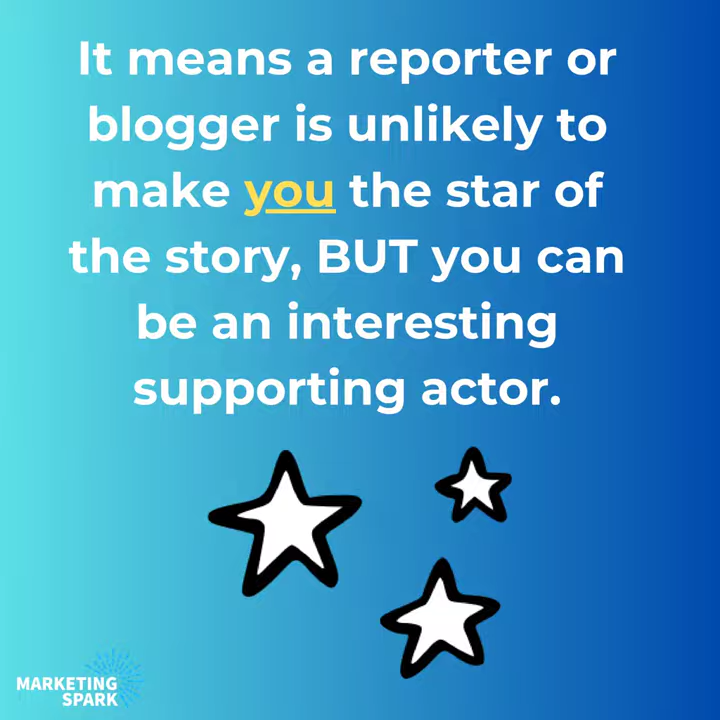 It means a reporter or
blogger is unlikely to
make you the star of
the story, BUT you can
be an interesting
supporting actor.
MARKETING
SPARK